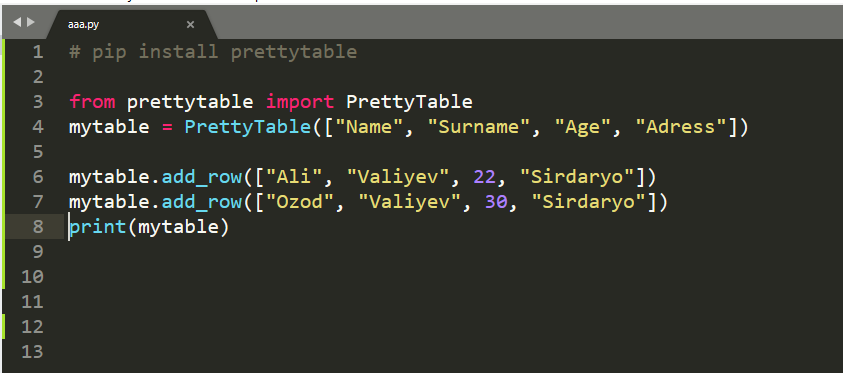 aaa.py ×
1 # pip install prettytable
2
3 from prettytable import PrettyTable
4 mytable = PrettyTable(["Name", "Surname", "Age", "Adress"])
5
6 mytable.add_row(["Ali", "Valiyev", 22, "Sirdaryo"])
7 mytable.add_row(["Ozod", "Valiyev", 30, "Sirdaryo"])
8 print(mytable)
9
10
11
12
13